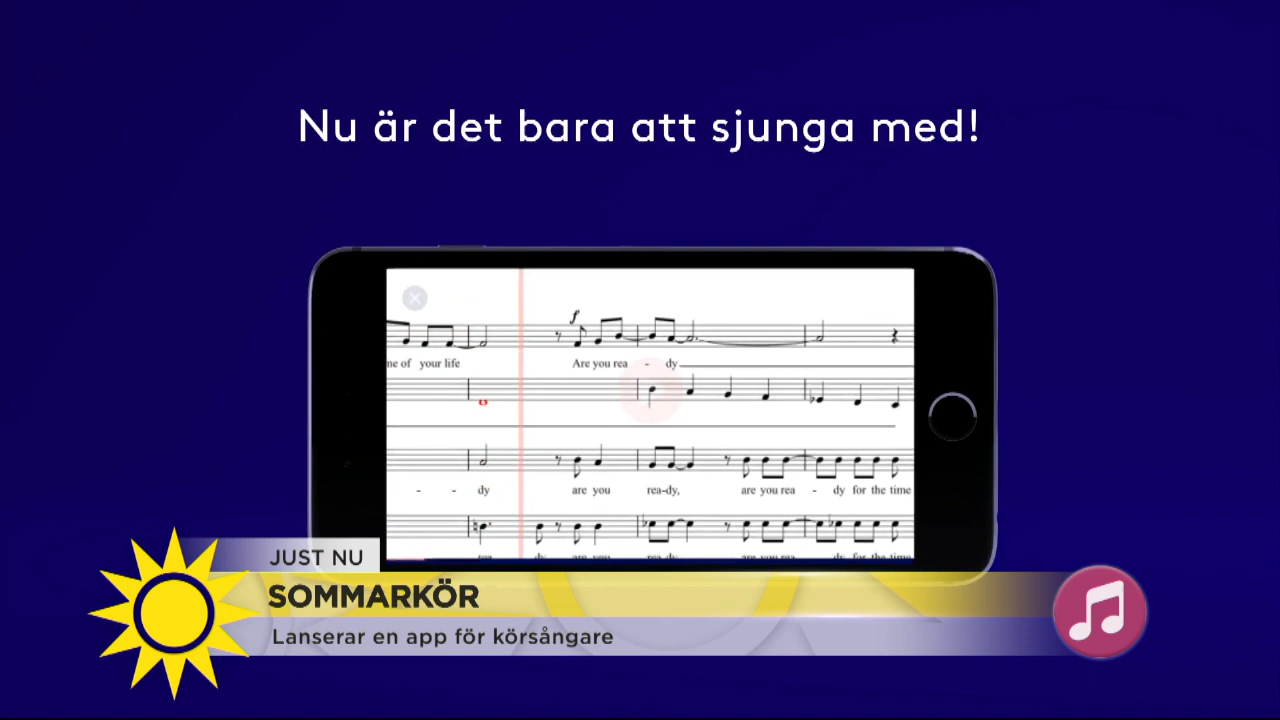 Nu är det bara att sjunga med!
f
ne of your life Are you rea - dy
- - dy are you rea-dy, are you rea - dy for the time
JUST NU
SOMMARKÖR
Lanserar en app för körsångare